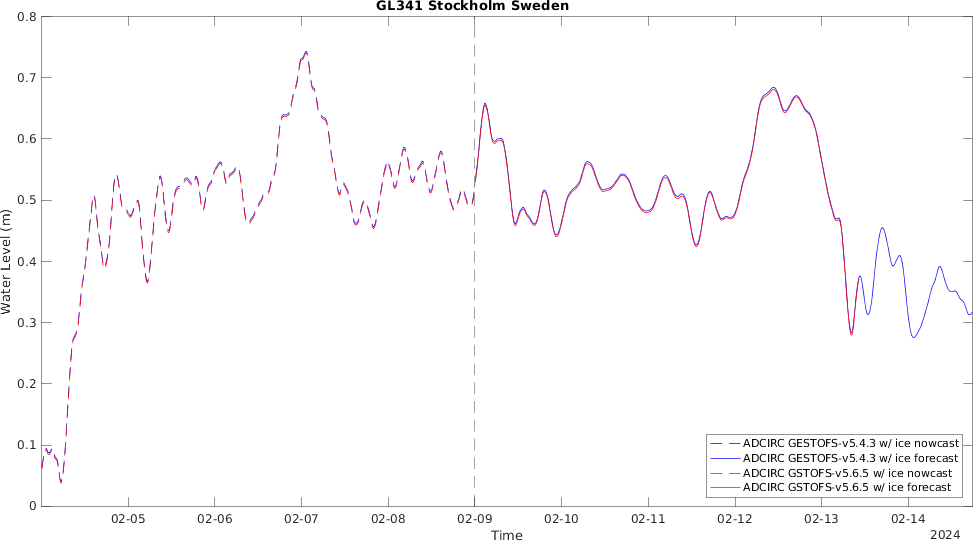 GL341 Stockholm Sweden
0.8
0.7
0.6
0.5
0.4
0.3
0.2
0.1
0
Water Level (m)
02-05 02-06 02-07 02-08 02-09 02-10 02-11 02-12 02-13 02-14
Time
2024
ADCIRC GESTOFS-v5.4.3 w/ ice nowcast
ADCIRC GESTOFS-v5.4.3 w/ ice forecast
ADCIRC GSTOFS-v5.6.5 w/ ice nowcast
ADCIRC GSTOFS-v5.6.5 w/ ice forecast